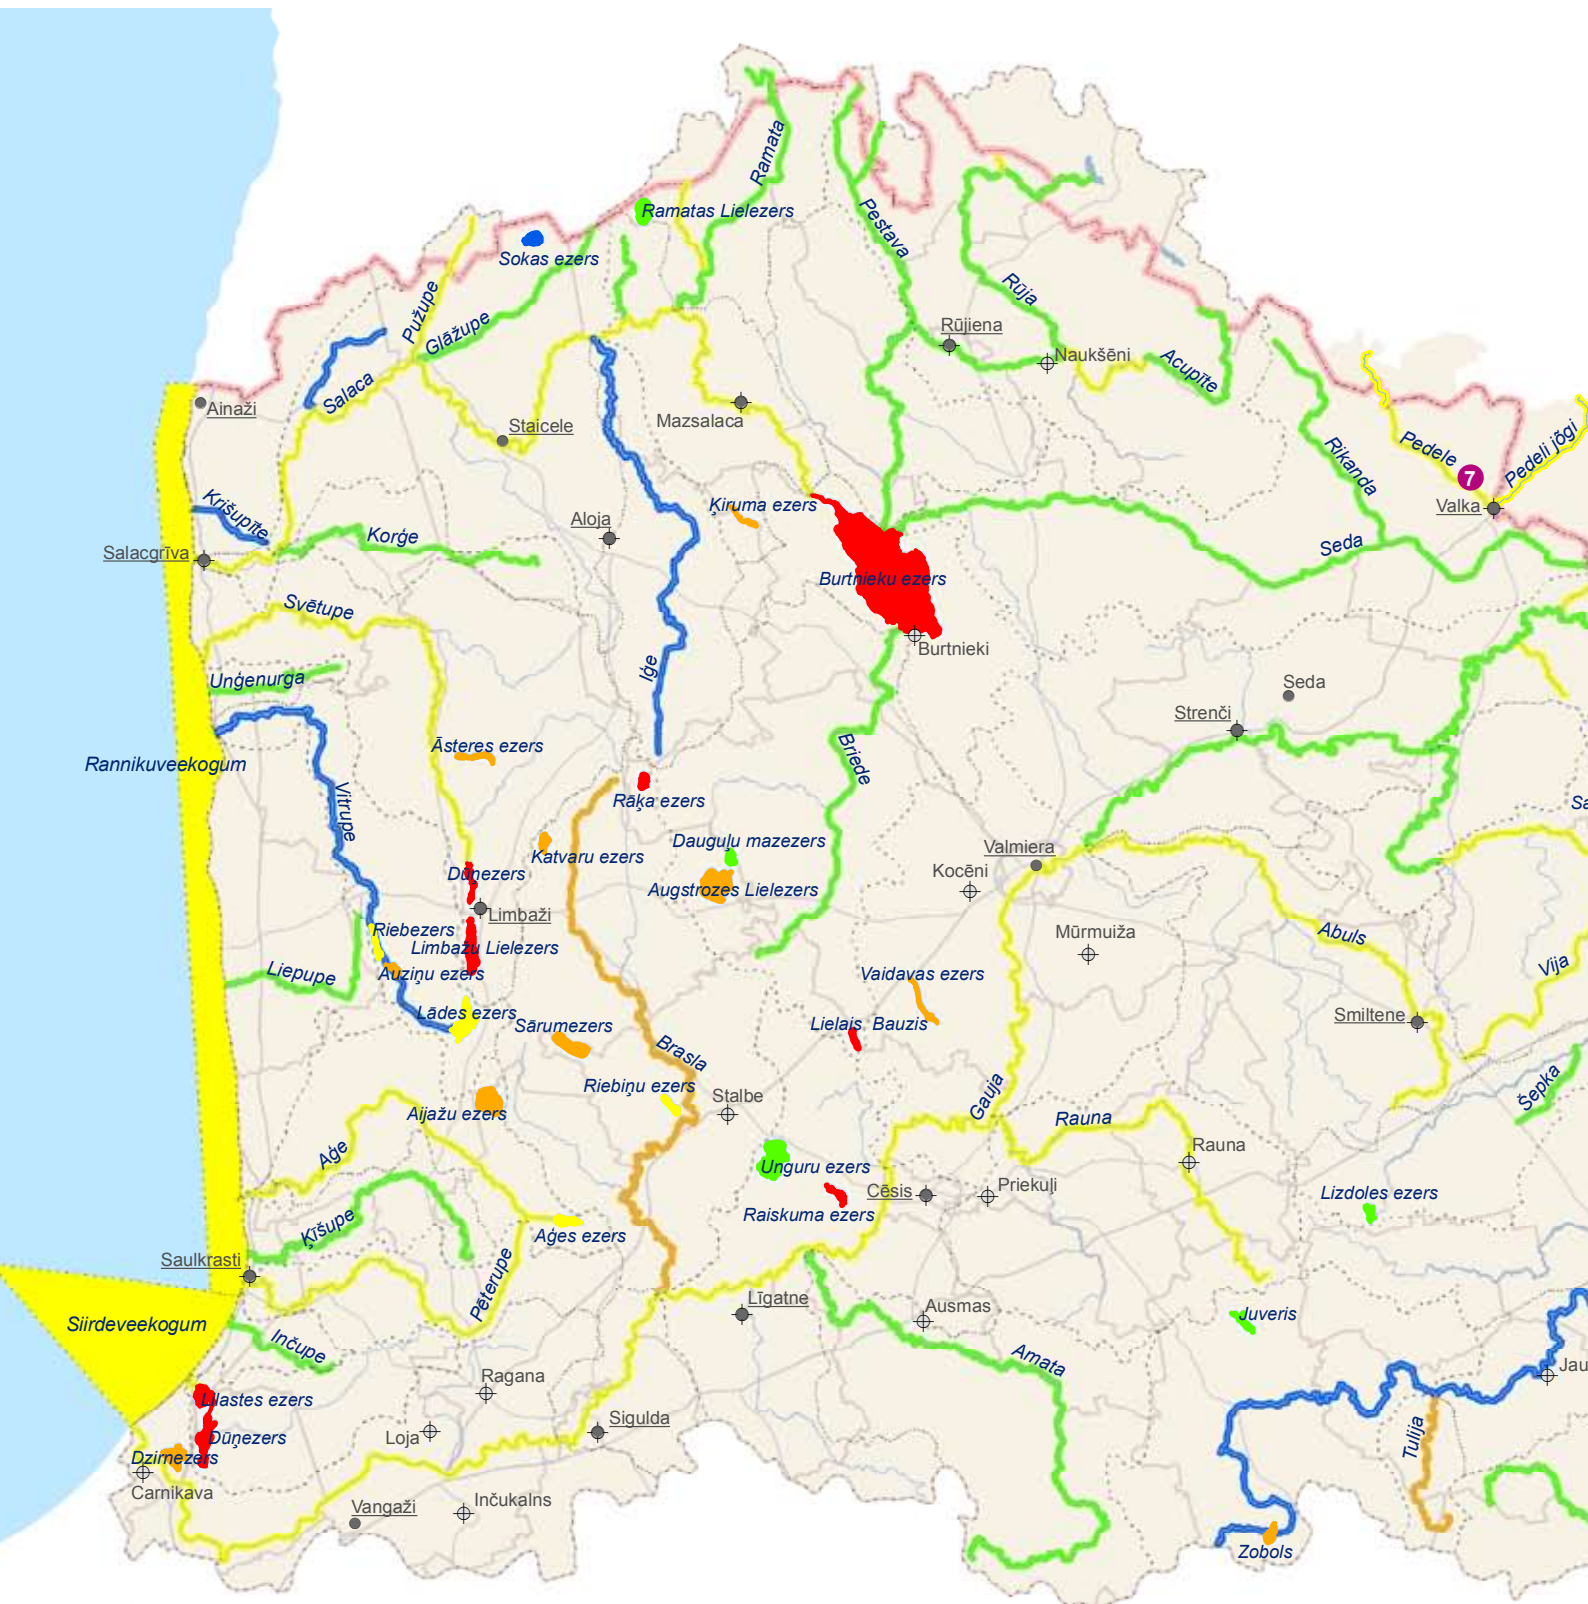 Ramata
Ramatas Lielezers
Sokas ezers
Pestava
Pužupe
Glāžupe
Rūja
Rūjiena
Naukšēni
Acupīte
Salaca
Ainaži
Staicele
Mazsalaca
Rikanda
Pedele
Pedeli jõgi
7
Valka
Krišupīte
Korģe
Aloja
Ķiruma ezers
Seda
Salacgrīva
Burtnieku ezers
Svētupe
Burtnieki
Iģe
Unģenurga
Seda
Strenči
Rannikuveekogum
Āsteres ezers
Briede
Vitrupe
Rāķa ezers
Sa
Dauguļu mazezers
Katvaru ezers
Valmiera
Kocēni
Dūņezers
Augstrozes Lielezers
Limbaži
Riebezers
Mūrmuiža
Abuls
Limbažu Lielezers
Vija
Liepupe
Auziņu ezers
Vaidavas ezers
Lādes ezers
Sārumezers
Lielais Bauzis
Smiltene
Brasla
Riebiņu ezers
Stalbe
Gauja
Šepka
Aijažu ezers
Rauna
Aģe
Rauna
Unguru ezers
Cēsis
Priekuļi
Lizdoles ezers
Ķīšupe
Raiskuma ezers
Aģes ezers
Saulkrasti
Pēterupe
Līgatne
Ausmas
Juveris
Siirdeveekogum
Inčupe
Amata
Jau
Ragana
Lilastes ezers
Sigulda
Loja
Dūņezers
Tulija
Dzirnezers
Carnikava
Vangaži
Inčukalns
Zobols